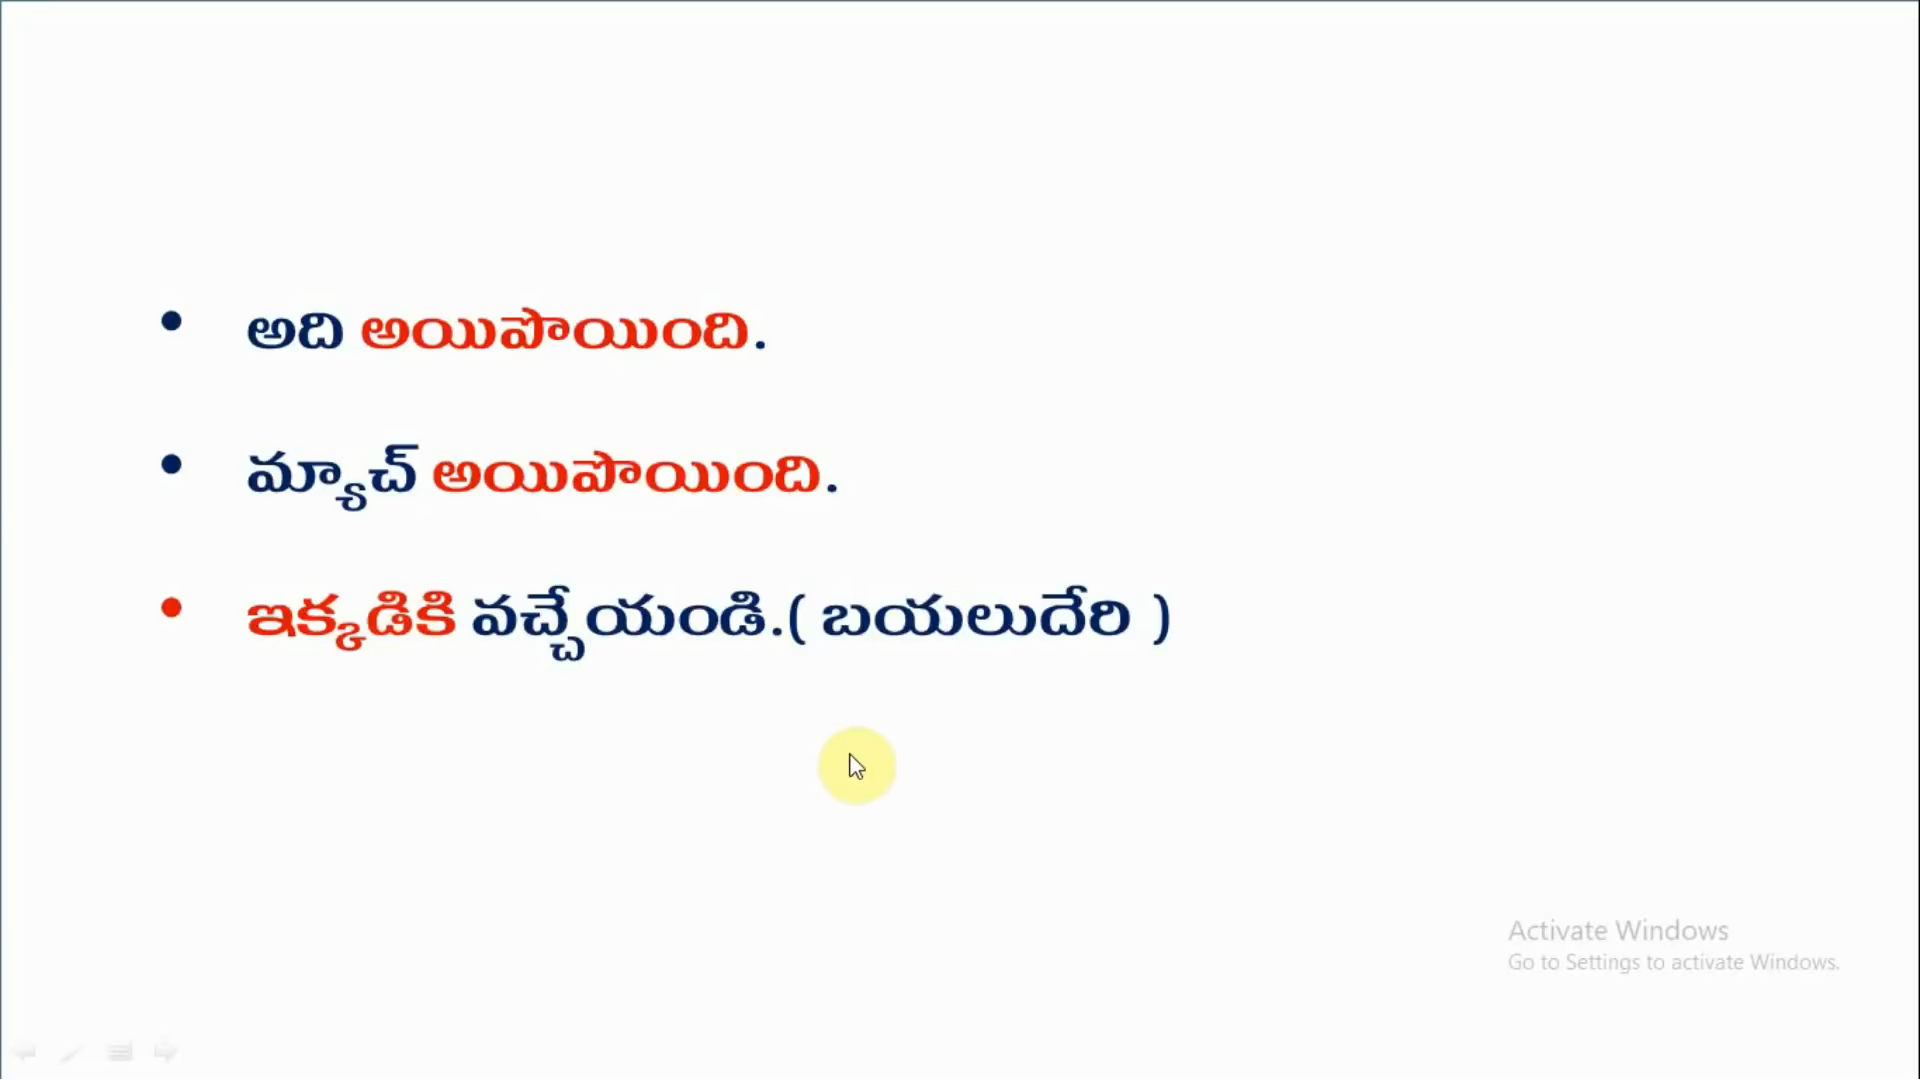 • అది అయిపొయింది.
• మ్యాచ్ అయిపొయింది.
• ఇక్కడికి వచ్చేయండి.( బయలుదేరి )
Activate Windows
Go to Settings to activate Windows.